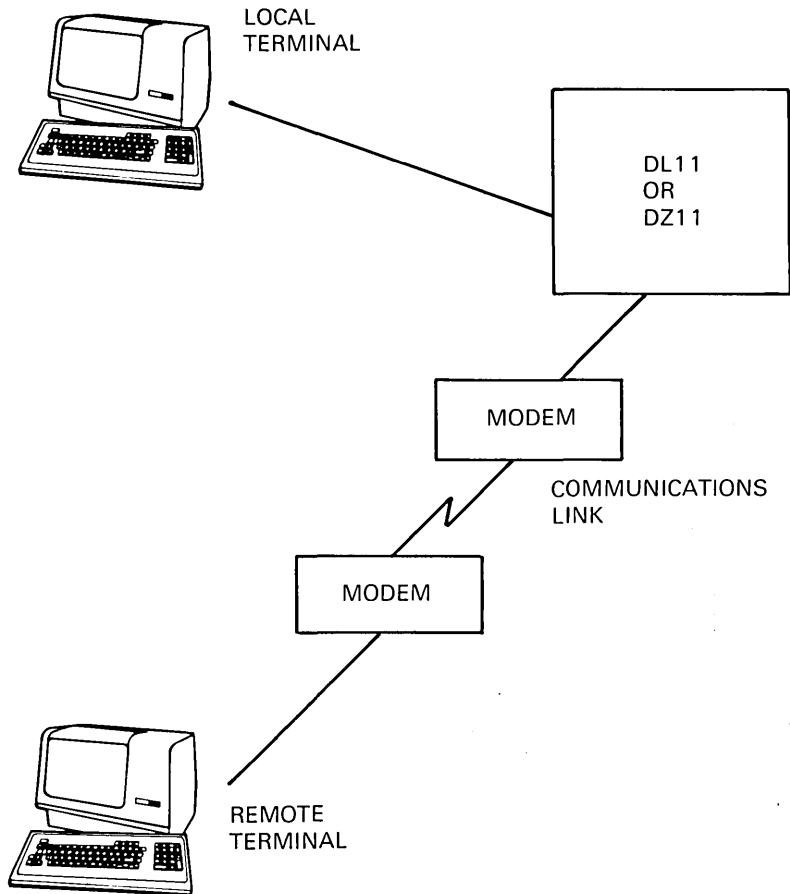 LOCAL
TERMINAL
DL11
OR
DZ11
MODEM
COMMUNICATIONS
LINK
MODEM
REMOTE
TERMINAL